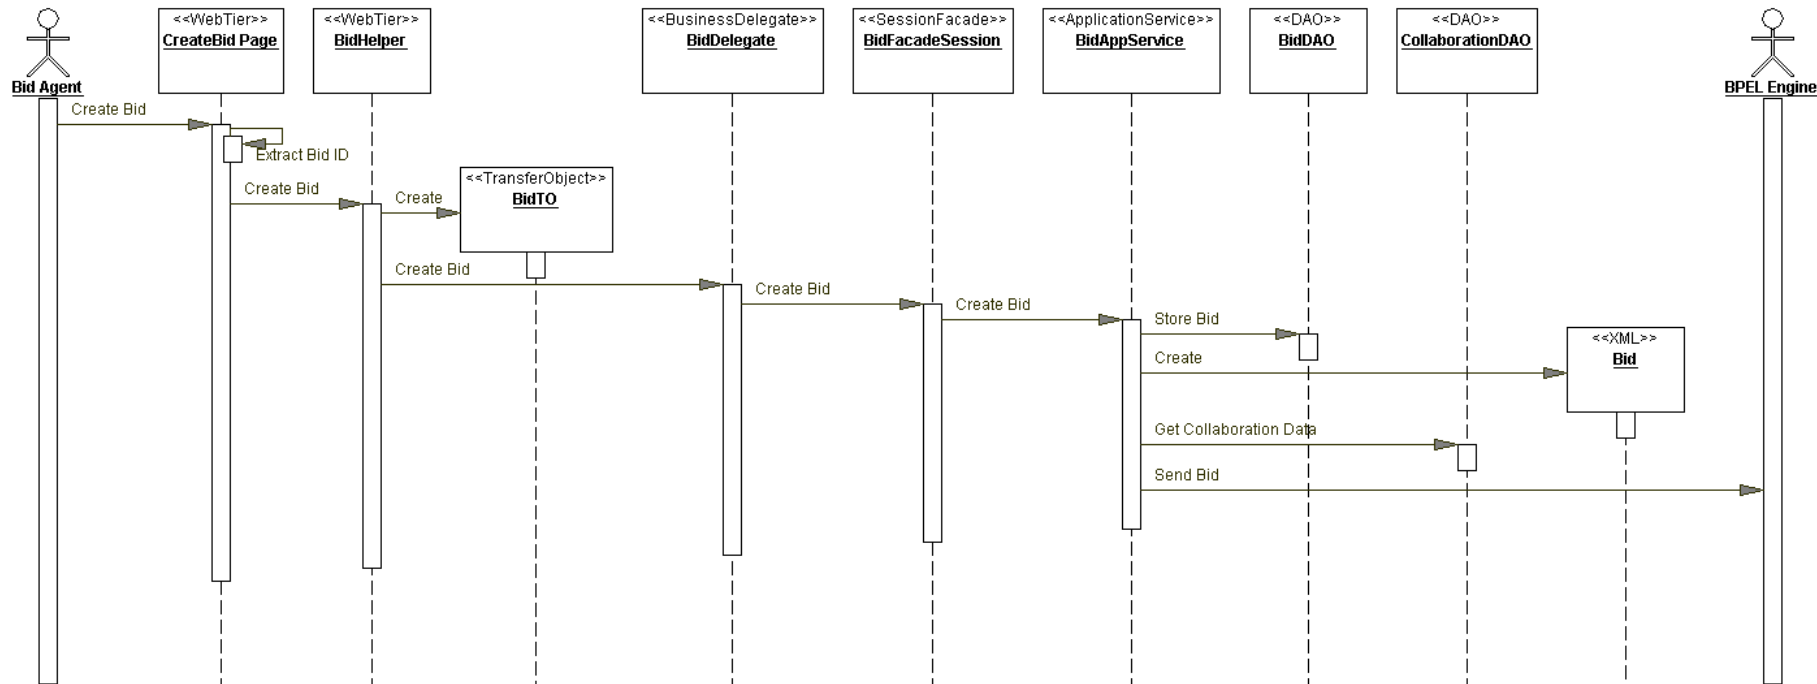 <<WebTier>>
CreateBid Page
<<WebTier>>
BidHelper
<<BusinessDelegate>>
BidDelegate
<<SessionFacade>>
BidFacadeSession
<<ApplicationService>>
BidAppService
<<DAO>>
BidDAO
<<DAO>>
CollaborationDAO
Bid Agent
BPEL Engine
Create Bid
Extract Bid ID
Create Bid
Create
<<TransferObject>>
BidTO
Create Bid
Create Bid
Create Bid
Store Bid
Create
<<XML>>
Bid
Get Collaboration Data
Send Bid